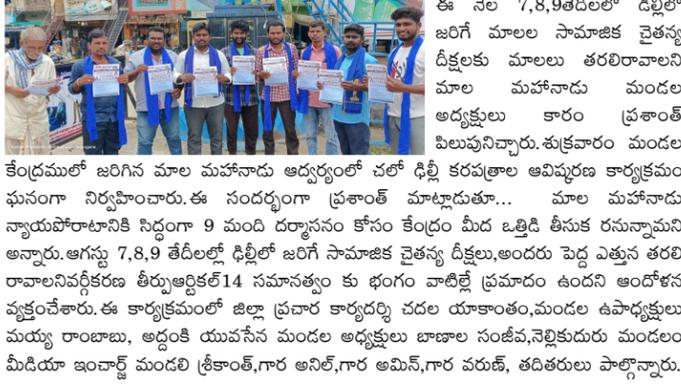 ఈ నెల 7,8,9తేదీలలో ఢిల్లీలో
జరిగే మాలల సామాజిక చైతన్య
దీక్షలకు మాలలు తరలిరావాలని
మాల మహానాడు మండల
అధ్యక్షులు కారం ప్రశాంత్
పిలుపునిచ్చారు.శుక్రవారం మండల
కేంద్రములో జరిగిన మాల మహానాడు ఆద్వర్యంలో చలో ఢిల్లీ కరపత్రాల ఆవిష్కరణ కార్యక్రమం
ఘనంగా నిర్వహించారు.ఈ సందర్భంగా ప్రశాంత్ మాట్లాడుతూ... మాల మహానాడు
న్యాయపోరాటానికి సిద్ధంగా 9 మంది దర్మాసనం కోసం కేంద్రం మీద ఒత్తిడి తీసుక రనున్నామని
అన్నారు.ఆగస్టు 7,8,9 తేదీలల్లో ఢిల్లీలో జరిగే సామాజిక చైతన్య దీక్షలు,అందరు పెద్ద ఎత్తున తరలి
రావాలనివర్గీకరణ తీర్పుఆర్టికల్14 సమానత్వం కు భంగం వాటిల్లే ప్రమాదం ఉందని ఆందోళన
వ్యక్తంచేశారు.ఈ కార్యక్రమంలో జిల్లా ప్రచార కార్యదర్శి చదల యాకాంతం,మండల ఉపాధ్యక్షులు
మయ్య రాంబాబు, అద్దంకి యువసేన మండల అధ్యక్షులు బాణాల సంజీవ,నెల్లికుదురు మండలం
మీడియా ఇంచార్జ్ మండలి శ్రీకాంత్,గార అనిల్,గార అమిన్,గార వరుణ్, తదితరులు పాల్గొన్నారు.